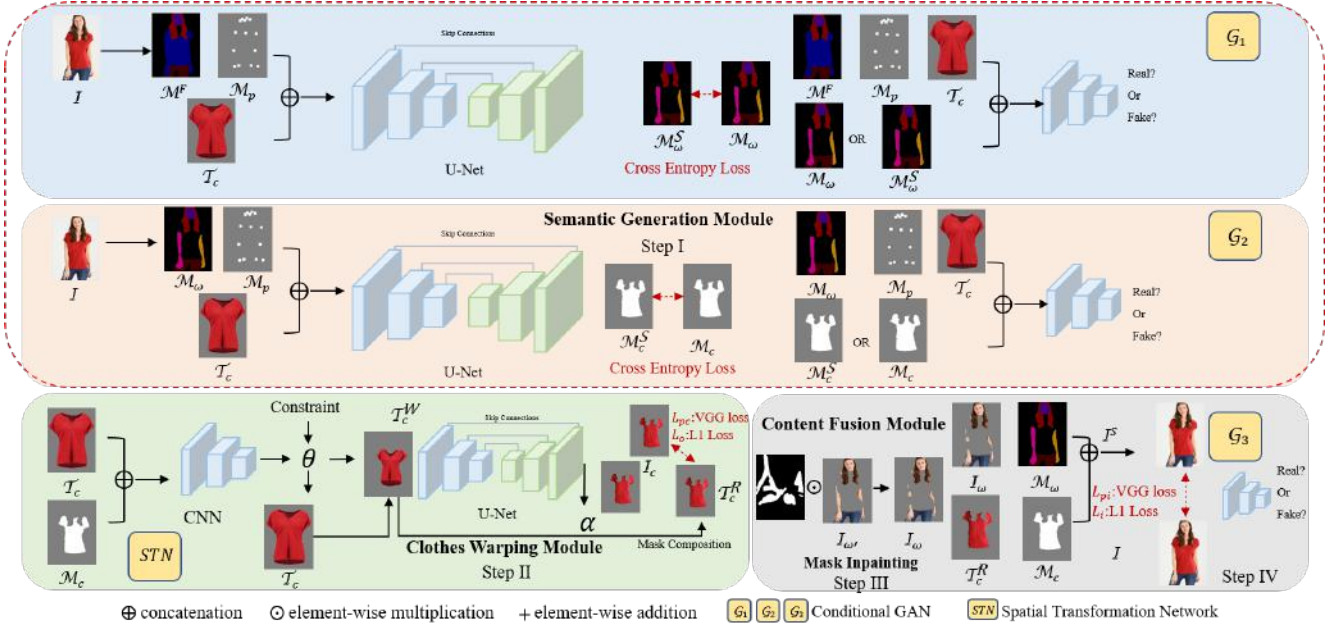 Skip Connections
G₁
I
M^F
M_p
T_c
U-Net
M_ω^S
M_ω
Cross Entropy Loss
M^F
M_p
T_c
M_ω
OR
M_ω^S
Real?
Or
Fake?
Semantic Generation Module
Step I
Skip Connections
G₂
I
M_ω
M_p
T_c
U-Net
M_c^S
M_c
Cross Entropy Loss
M_ω
M_p
T_c
M_c^S
OR
M_c
Real?
Or
Fake?
T_c
M_c
CNN
STN
Constraint
θ
T_c
T_c^W
Skip Connections
U-Net
α
L_pc:VGG loss
L_o:L1 Loss
I_c
T_c^R
Mask Composition
Clothes Warping Module
Step II
Content Fusion Module
⊙
I_ω′
I_ω
Mask Inpainting
Step III
I_ω
M_ω
T_c^R
M_c
I^S
L_pi:VGG loss
L_i:L1 Loss
I
G₃
Real?
Or
Fake?
Step IV
⊕ concatenation ⊙ element-wise multiplication + element-wise addition G₁ G₂ G₂ Conditional GAN STN Spatial Transformation Network